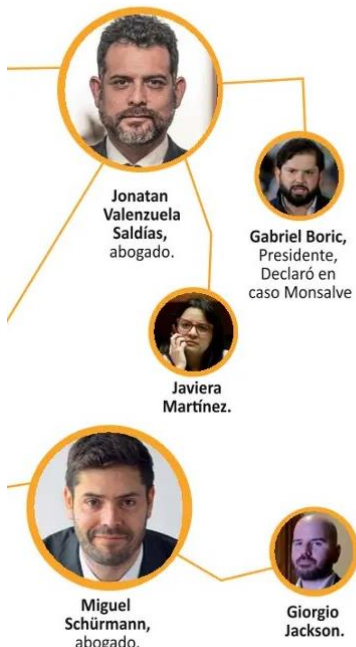 Jonatan
Valenzuela
Saldías,
abogado.
Gabriel Boric,
Presidente,
Declaró en
caso Monsalve
Javiera
Martínez.
Miguel
Schürmann,
abogado.
Giorgio
Jackson.